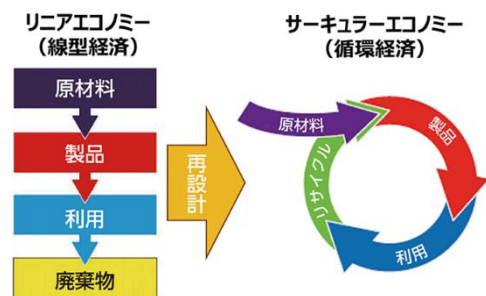 リニアエコノミー
（線型経済）
原材料
製品
利用
廃棄物
再設計
サーキュラーエコノミー
（循環経済）
原材料
製品
利用
リサイクル